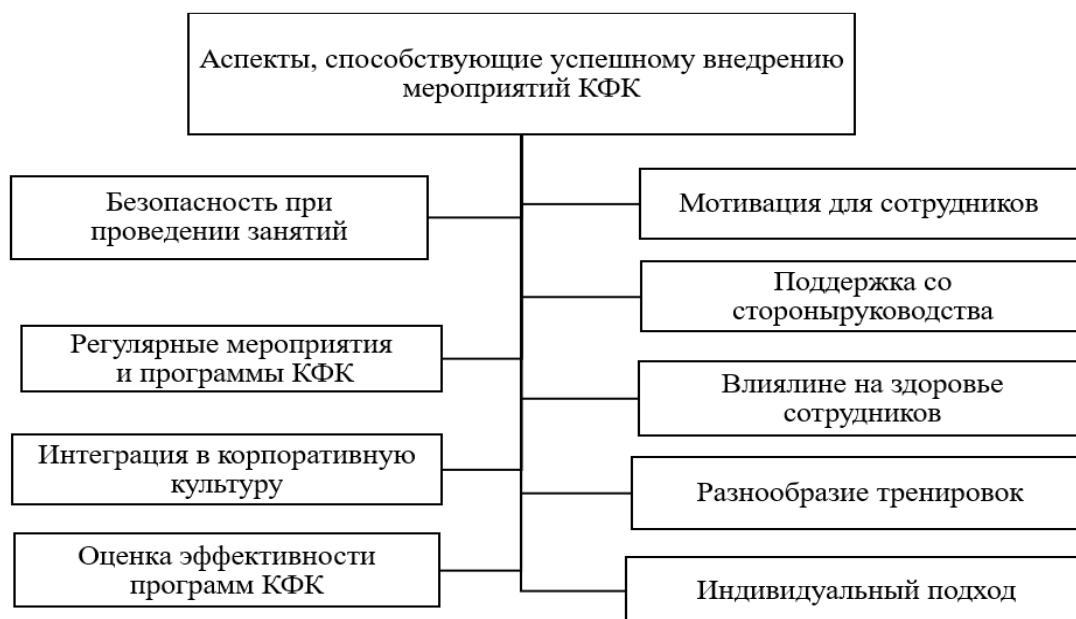 Аспекты, способствующие успешному внедрению
мероприятий КФК
Безопасность при
проведении занятий
Регулярные мероприятия
и программы КФК
Интеграция в корпоративную
культуру
Оценка эффективности
программ КФК
Мотивация для сотрудников
Поддержка со
стороныруководства
Влиялине на здоровье
сотрудников
Разнообразие тренировок
Индивидуальный подход